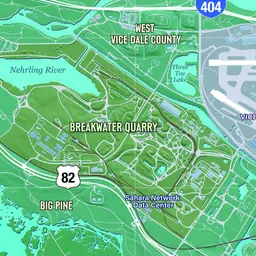 404
WEST
VICE DALE COUNTY
Nehrling River
Three
Toe
Lake
BREAKWATER QUARRY
82
Sahara Network
Data Center
BIG PINE